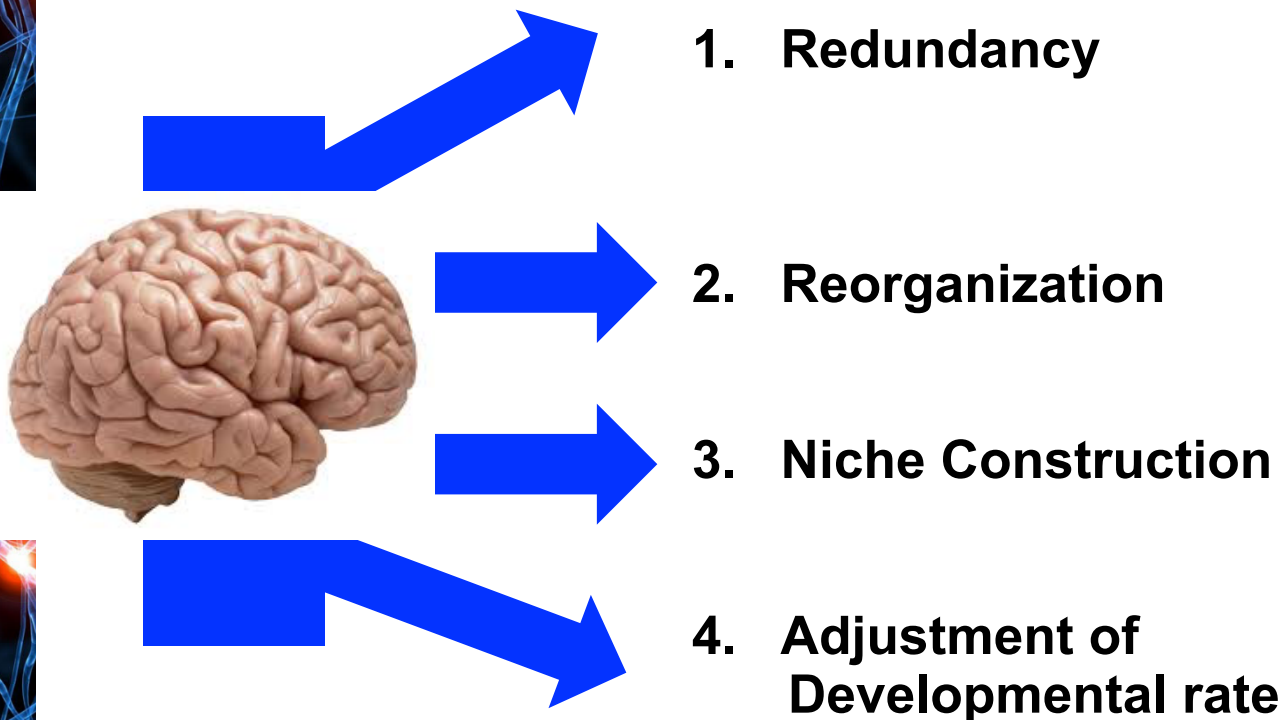 1. Redundancy
2. Reorganization
3. Niche Construction
4. Adjustment of
Developmental rate